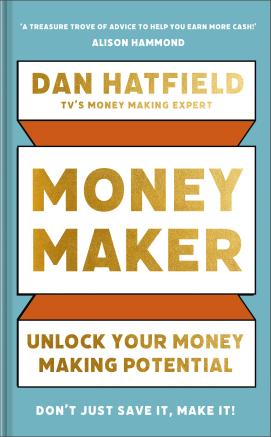 'A TREASURE TROVE OF ADVICE TO HELP YOU EARN MORE CASH!'
ALISON HAMMOND
DAN HATFIELD
TV'S MONEY MAKING EXPERT
MONEY
MAKER
UNLOCK YOUR MONEY
MAKING POTENTIAL
DON'T JUST SAVE IT, MAKE IT!